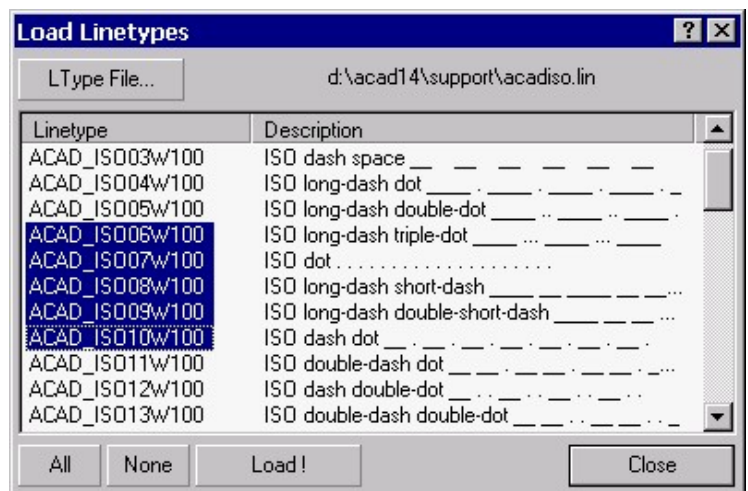 Load Linetypes ? ×
LType File... d:\acad14\support\acadiso.lin
Linetype Description
ACAD_ISO03W100 ISO dash space __ __ __ __ __ __
ACAD_ISO04W100 ISO long-dash dot ____ . ____ . ____ . ____ . _
ACAD_ISO05W100 ISO long-dash double-dot ____ .. ____ .. ____ .
ACAD_ISO06W100 ISO long-dash triple-dot ____ ... ____ ... ____
ACAD_ISO07W100 ISO dot . . . . . . . . . . . . . . . . . . . .
ACAD_ISO08W100 ISO long-dash short-dash ____ __ ____ __ ____ __...
ACAD_ISO09W100 ISO long-dash double-short-dash ____ __ __ ...
ACAD_ISO10W100 ISO dash dot __ . __ . __ . __ . __ . __ . __ .
ACAD_ISO11W100 ISO double-dash dot __ __ . __ __ . __ __ . _...
ACAD_ISO12W100 ISO dash double-dot __ . . __ . . __ . . __ . .
ACAD_ISO13W100 ISO double-dash double-dot __ __ . . __ __ . . _
All None Load ! Close